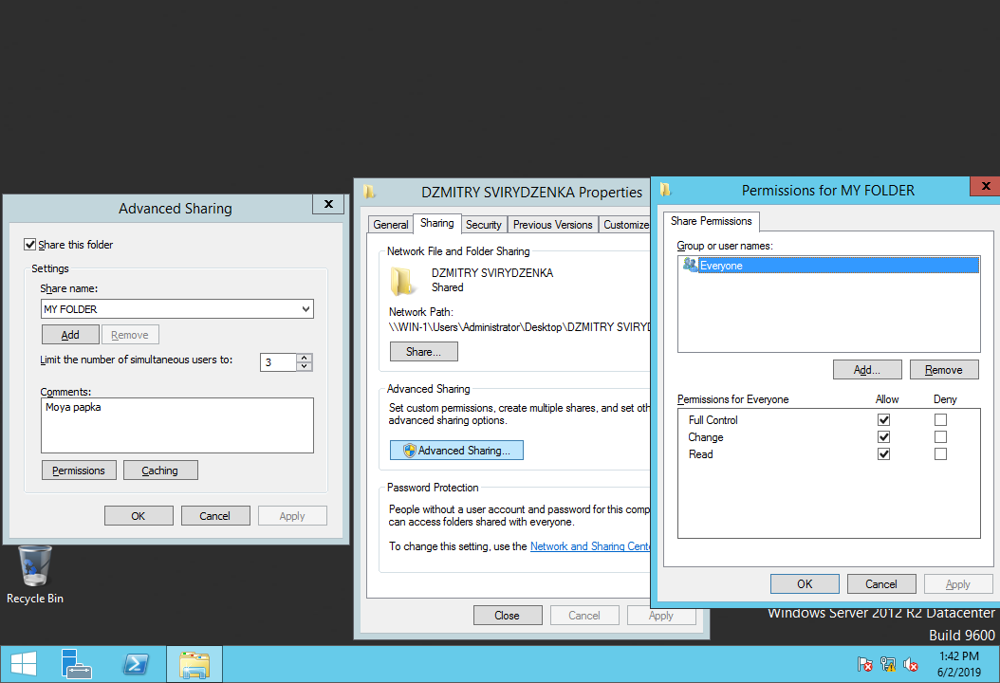 Advanced Sharing
x
Share this folder
Settings
Share name:
MY FOLDER
Add
Remove
Limit the number of simultaneous users to:
3
Comments:
Moya papka
Permissions
Caching
OK
Cancel
Apply
DZMITRY SVIRYDZENKA Properties
General
Sharing
Security
Previous Versions
Customize
Network File and Folder Sharing
DZMITRY SVIRYDZENKA
Shared
Network Path:
\\WIN-1\Users\Administrator\Desktop\DZMITRY SVIRYD
Share...
Advanced Sharing
Set custom permissions, create multiple shares, and set oth
advanced sharing options.
Advanced Sharing...
Password Protection
People without a user account and password for this comp
can access folders shared with everyone.
To change this setting, use the Network and Sharing Cente
Close
Cancel
Apply
Permissions for MY FOLDER
x
Share Permissions
Group or user names:
Everyone
Add...
Remove
Permissions for Everyone
Allow
Deny
Full Control
Change
Read
OK
Cancel
Apply
Recycle Bin
Windows Server 2012 R2 Datacenter
Build 9600
1:42 PM
6/2/2019